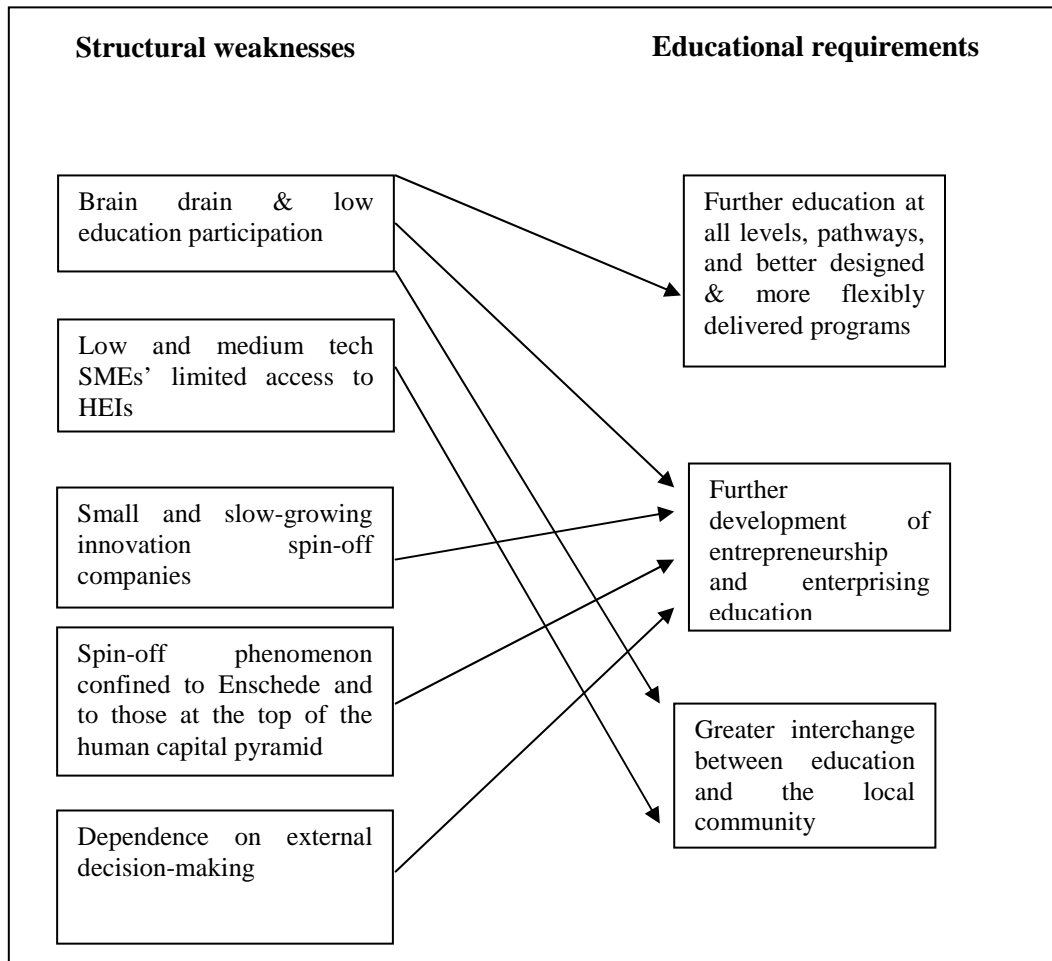 Structural weaknesses
Educational requirements
Brain drain & low
education participation
Low and medium tech
SMEs’ limited access to
HEIs
Small and slow-growing
innovation spin-off
companies
Spin-off phenomenon
confined to Enschede and
to those at the top of the
human capital pyramid
Dependence on external
decision-making
Further education at
all levels, pathways,
and better designed
& more flexibly
delivered programs
Further
development of
entrepreneurship
and enterprising
education
Greater interchange
between education
and the local
community